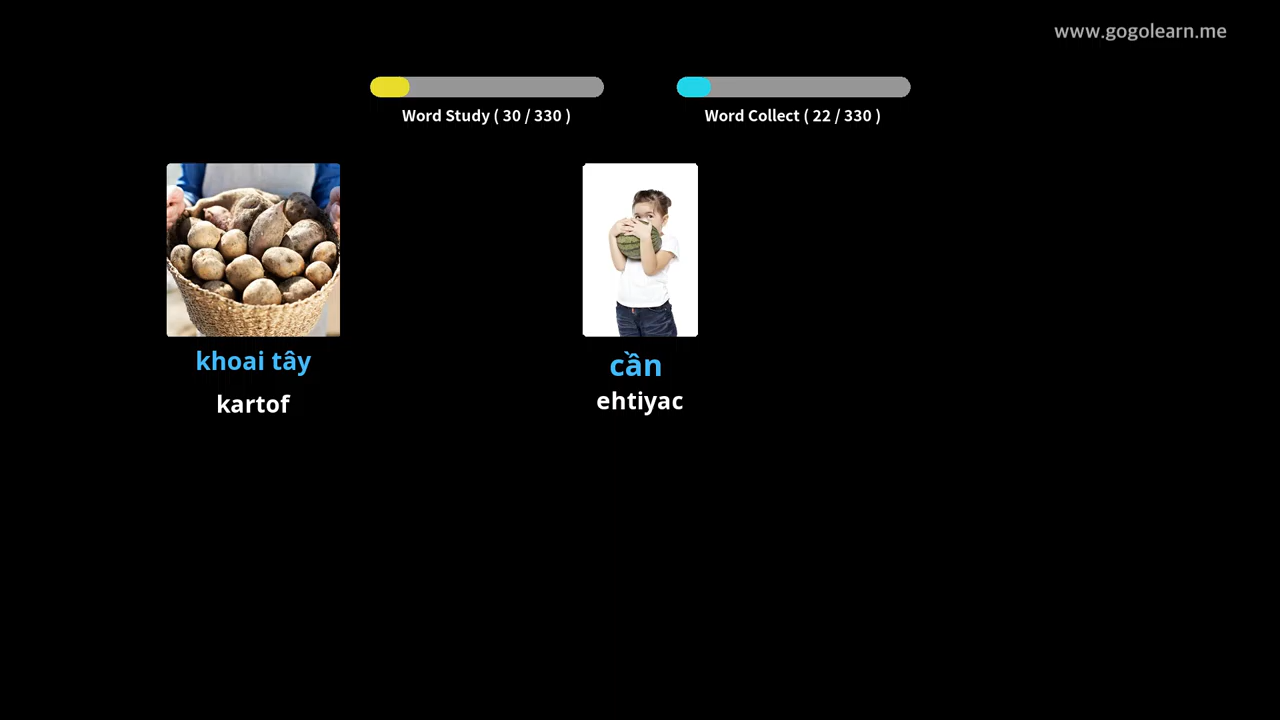 www.gogolearn.me
Word Study ( 30 / 330 )
Word Collect ( 22 / 330 )
khoai tây
kartof
cần
ehtiyac